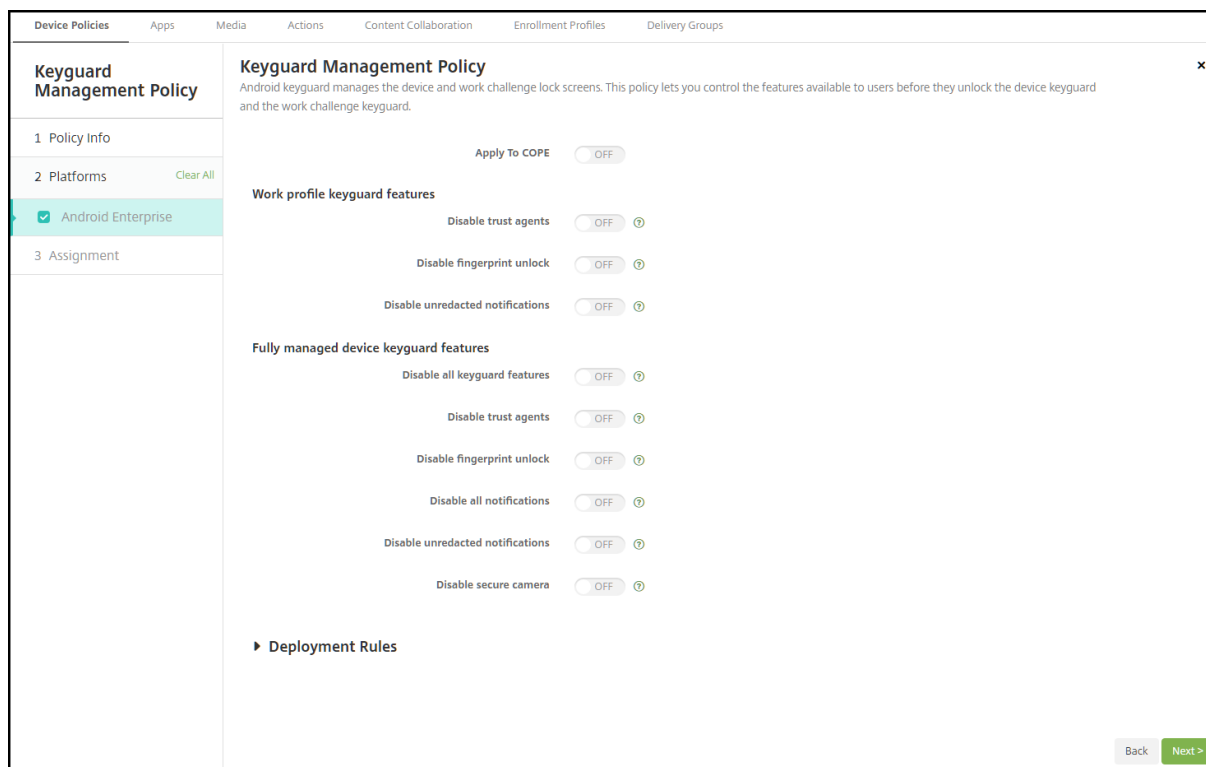 Device Policies Apps Media Actions Content Collaboration Enrollment Profiles Delivery Groups
Keyguard
Management Policy
1 Policy Info
2 Platforms Clear All
Android Enterprise
3 Assignment
Keyguard Management Policy
Android keyguard manages the device and work challenge lock screens. This policy lets you control the features available to users before they unlock the device keyguard
and the work challenge keyguard.
Apply To COPE OFF
Work profile keyguard features
Disable trust agents OFF ?
Disable fingerprint unlock OFF ?
Disable unredacted notifications OFF ?
Fully managed device keyguard features
Disable all keyguard features OFF ?
Disable trust agents OFF ?
Disable fingerprint unlock OFF ?
Disable all notifications OFF ?
Disable unredacted notifications OFF ?
Disable secure camera OFF ?
Deployment Rules
Back Next >